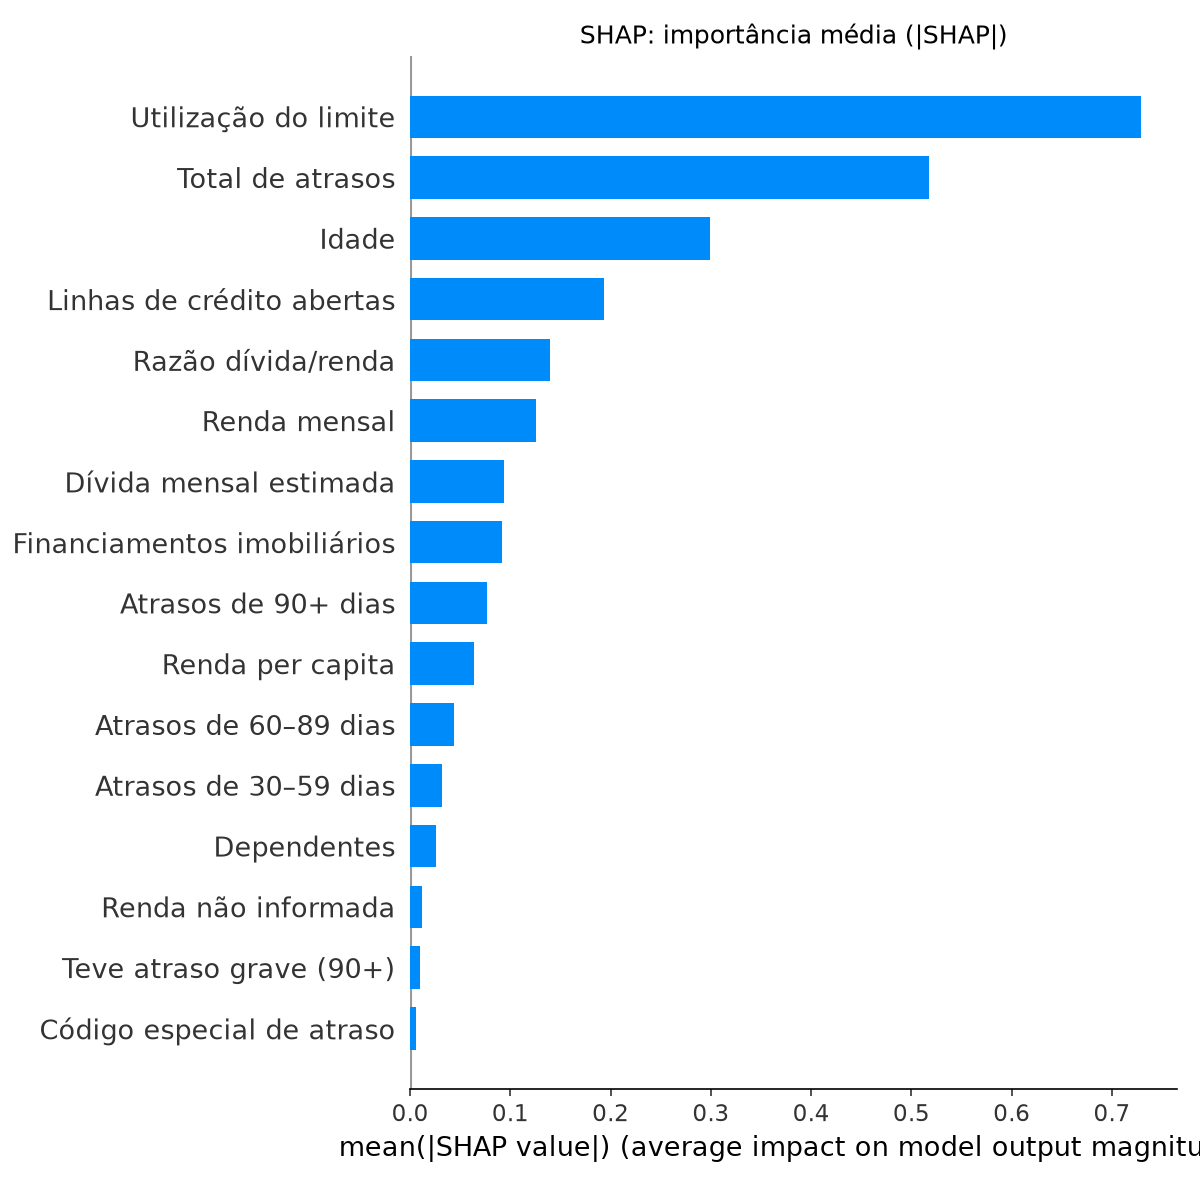 SHAP: importância média (|SHAP|)
Utilização do limite
Total de atrasos
Idade
Linhas de crédito abertas
Razão dívida/renda
Renda mensal
Dívida mensal estimada
Financiamentos imobiliários
Atrasos de 90+ dias
Renda per capita
Atrasos de 60–89 dias
Atrasos de 30–59 dias
Dependentes
Renda não informada
Teve atraso grave (90+)
Código especial de atraso
0.0 0.1 0.2 0.3 0.4 0.5 0.6 0.7
mean(|SHAP value|) (average impact on model output magnitu